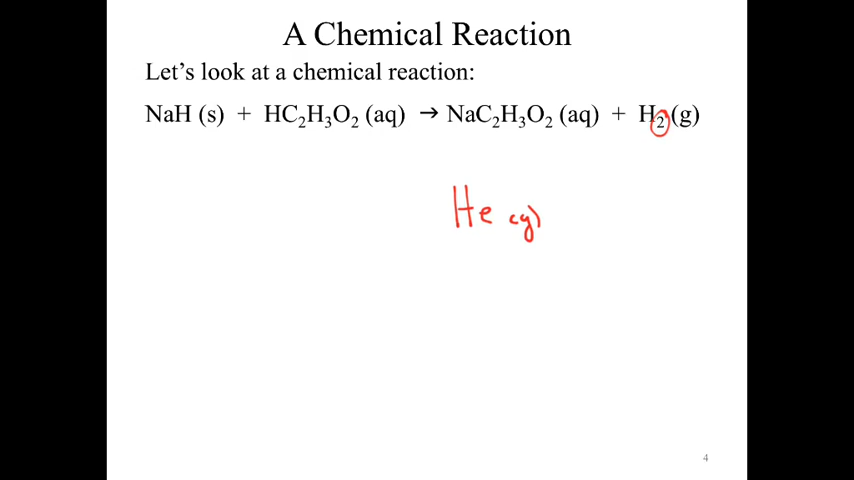 A Chemical Reaction
Let's look at a chemical reaction:
NaH (s) + HC₂H₃O₂ (aq) → NaC₂H₃O₂ (aq) + H₂ (g)
He (g)
4